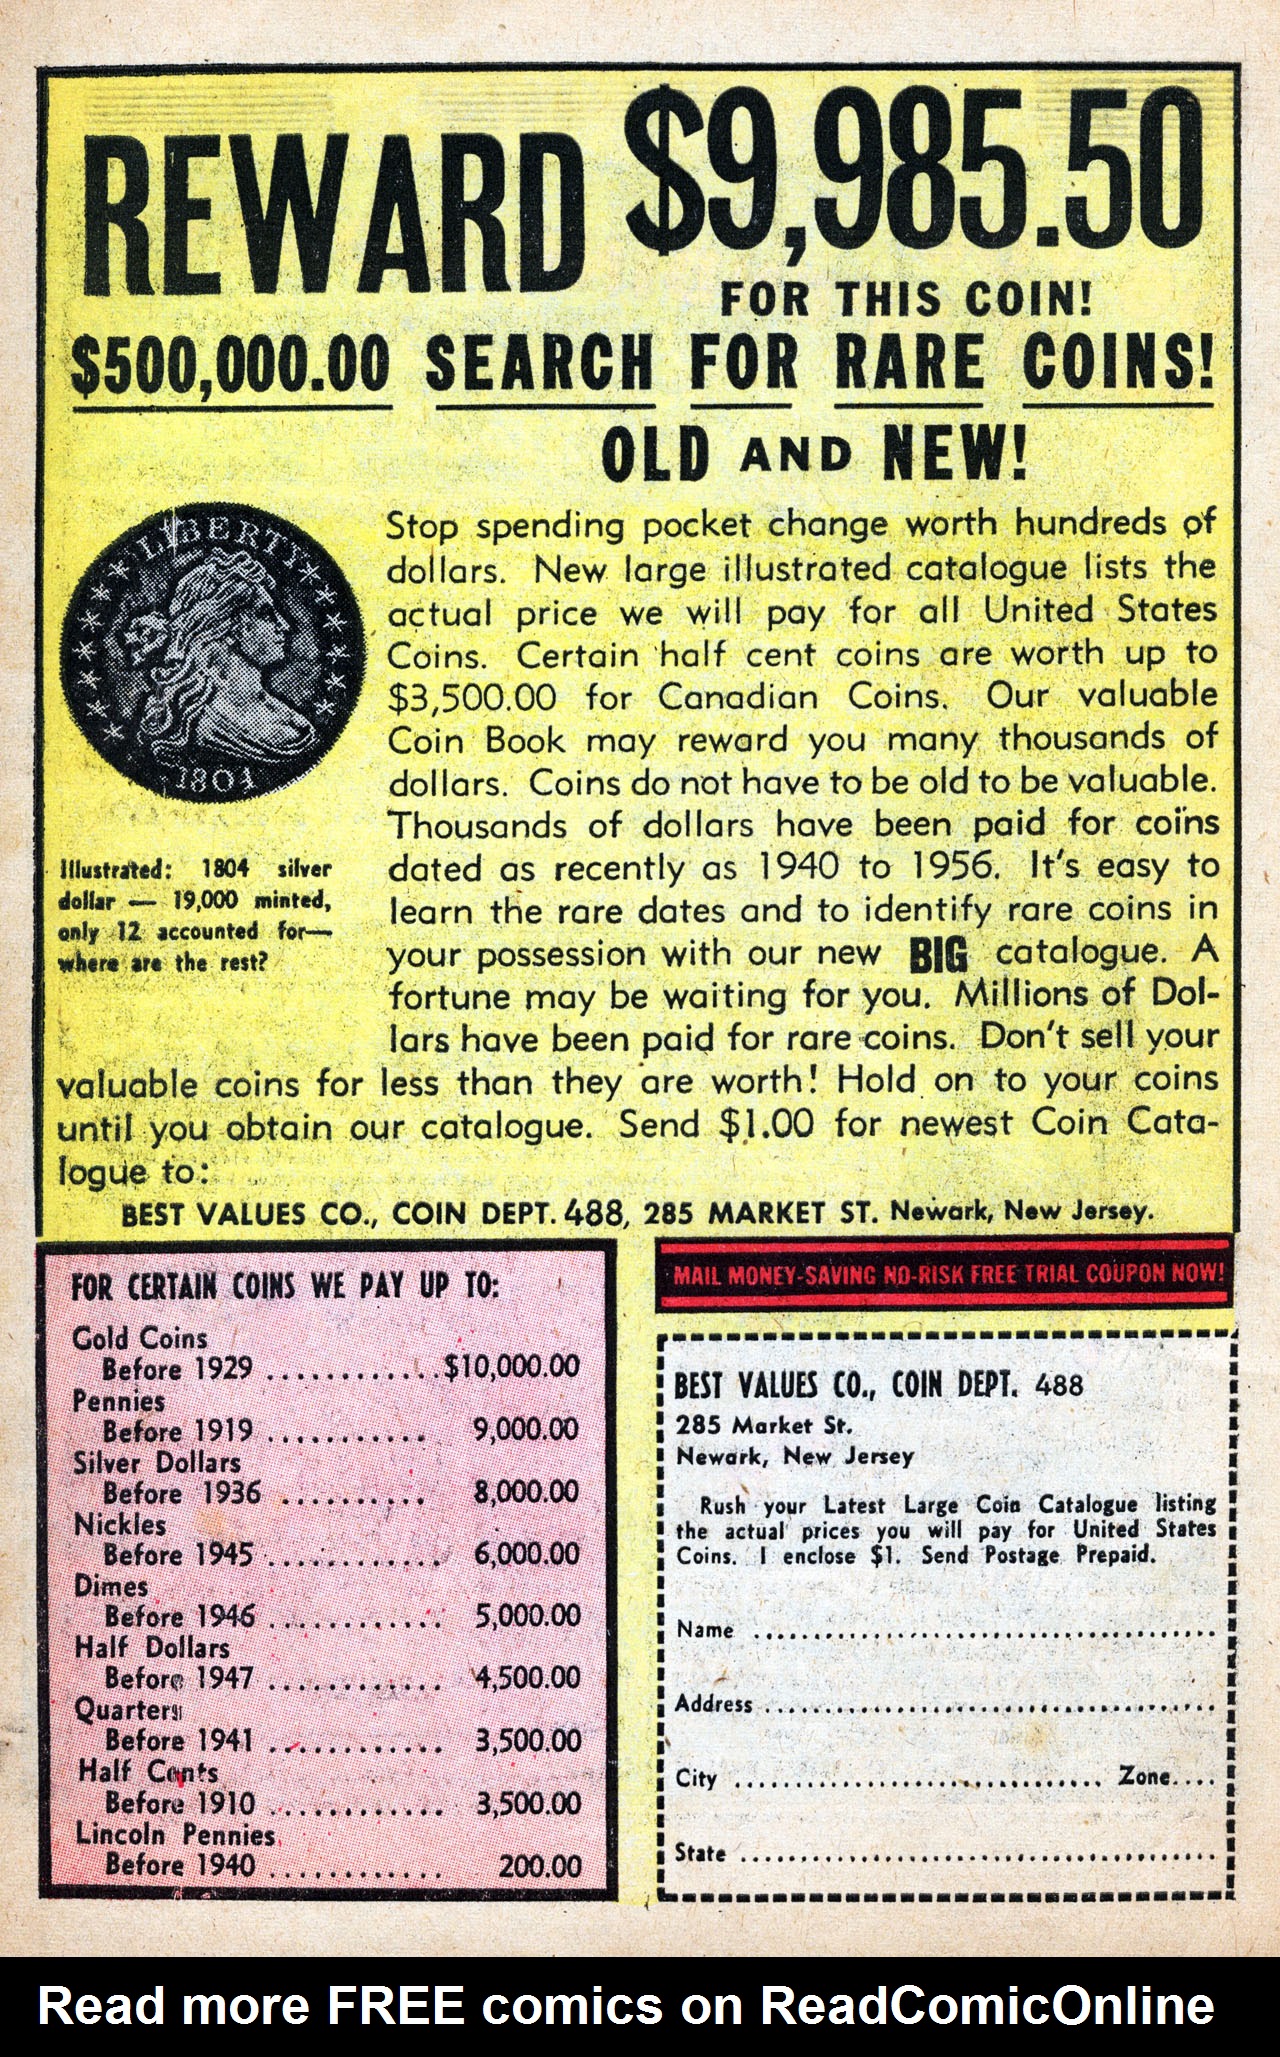 REWARD $9,985.50
FOR THIS COIN!
$500,000.00 SEARCH FOR RARE COINS!
OLD AND NEW!
LIBERTY
1804
Illustrated: 1804 silver
dollar — 19,000 minted,
only 12 accounted for—
where are the rest?
Stop spending pocket change worth hundreds of
dollars. New large illustrated catalogue lists the
actual price we will pay for all United States
Coins. Certain half cent coins are worth up to
$3,500.00 for Canadian Coins. Our valuable
Coin Book may reward you many thousands of
dollars. Coins do not have to be old to be valuable.
Thousands of dollars have been paid for coins
dated as recently as 1940 to 1956. It's easy to
learn the rare dates and to identify rare coins in
your possession with our new BIG catalogue. A
fortune may be waiting for you. Millions of Dol-
lars have been paid for rare coins. Don't sell your
valuable coins for less than they are worth! Hold on to your coins
until you obtain our catalogue. Send $1.00 for newest Coin Cata-
logue to:
BEST VALUES CO., COIN DEPT. 488, 285 MARKET ST. Newark, New Jersey.
FOR CERTAIN COINS WE PAY UP TO:
Gold Coins
Before 1929 ............$10,000.00
Pennies
Before 1919 ........... 9,000.00
Silver Dollars
Before 1936 .......... 8,000.00
Nickles
Before 1945 ............ 6,000.00
Dimes
Before 1946 ............ 5,000.00
Half Dollars
Before 1947 ............ 4,500.00
Quarters
Before 1941 ............ 3,500.00
Half Cents
Before 1910 ............ 3,500.00
Lincoln Pennies
Before 1940 ............ 200.00
MAIL MONEY-SAVING NO-RISK FREE TRIAL COUPON NOW!
BEST VALUES CO., COIN DEPT. 488
285 Market St.
Newark, New Jersey
Rush your Latest Large Coin Catalogue listing
the actual prices you will pay for United States
Coins. I enclose $1. Send Postage Prepaid.
Name ......................................
Address ......................................
City .............................. Zone....
State ......................................
Read more FREE comics on ReadComicOnline